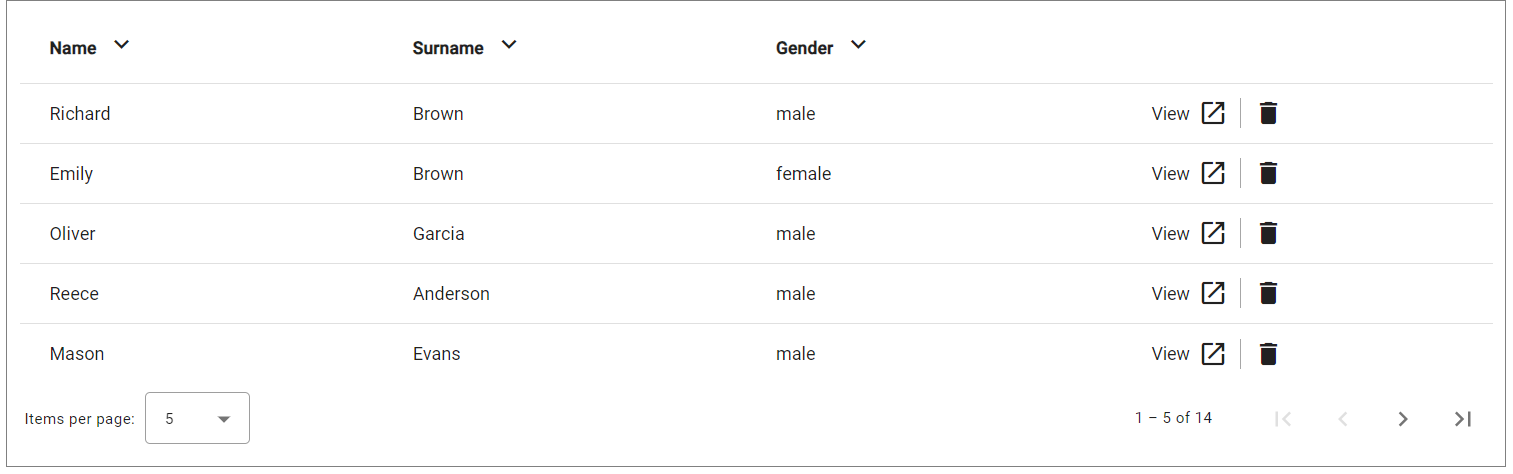 Name Surname Gender
Richard Brown male View
Emily Brown female View
Oliver Garcia male View
Reece Anderson male View
Mason Evans male View
Items per page: 5 1 – 5 of 14